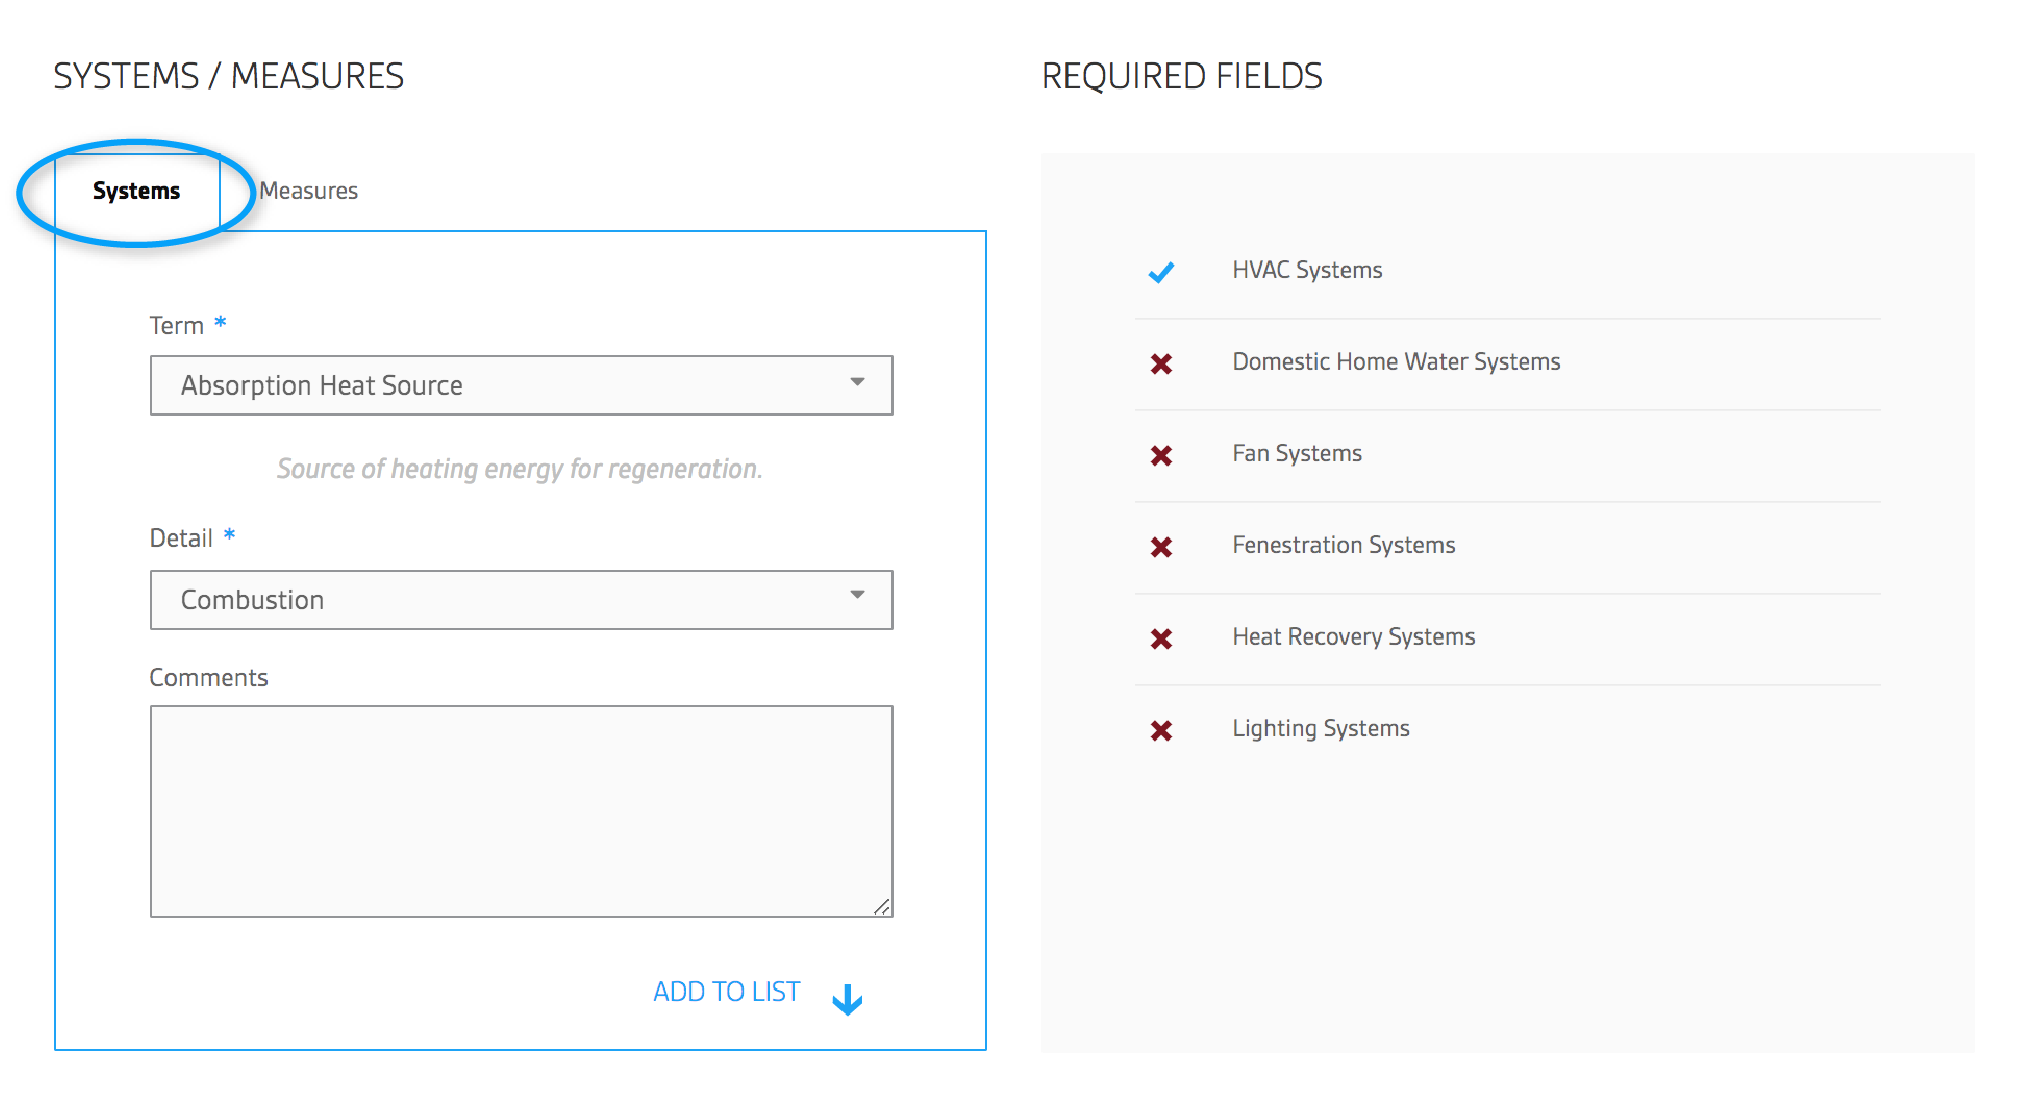 SYSTEMS / MEASURES
Systems
Measures
Term *
Absorption Heat Source
Source of heating energy for regeneration.
Detail *
Combustion
Comments
ADD TO LIST
REQUIRED FIELDS
HVAC Systems
Domestic Home Water Systems
Fan Systems
Fenestration Systems
Heat Recovery Systems
Lighting Systems